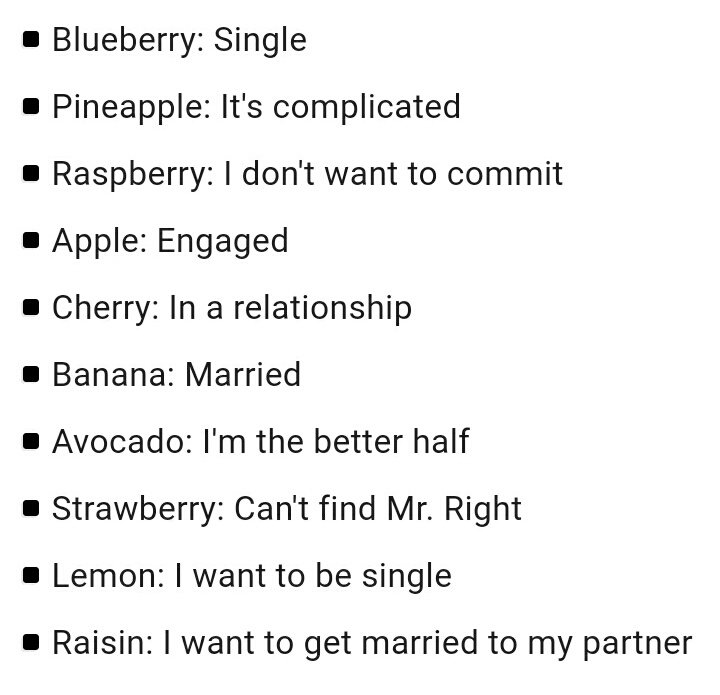 ▪ Blueberry: Single
▪ Pineapple: It's complicated
▪ Raspberry: I don't want to commit
▪ Apple: Engaged
▪ Cherry: In a relationship
▪ Banana: Married
▪ Avocado: I'm the better half
▪ Strawberry: Can't find Mr. Right
▪ Lemon: I want to be single
▪ Raisin: I want to get married to my partner